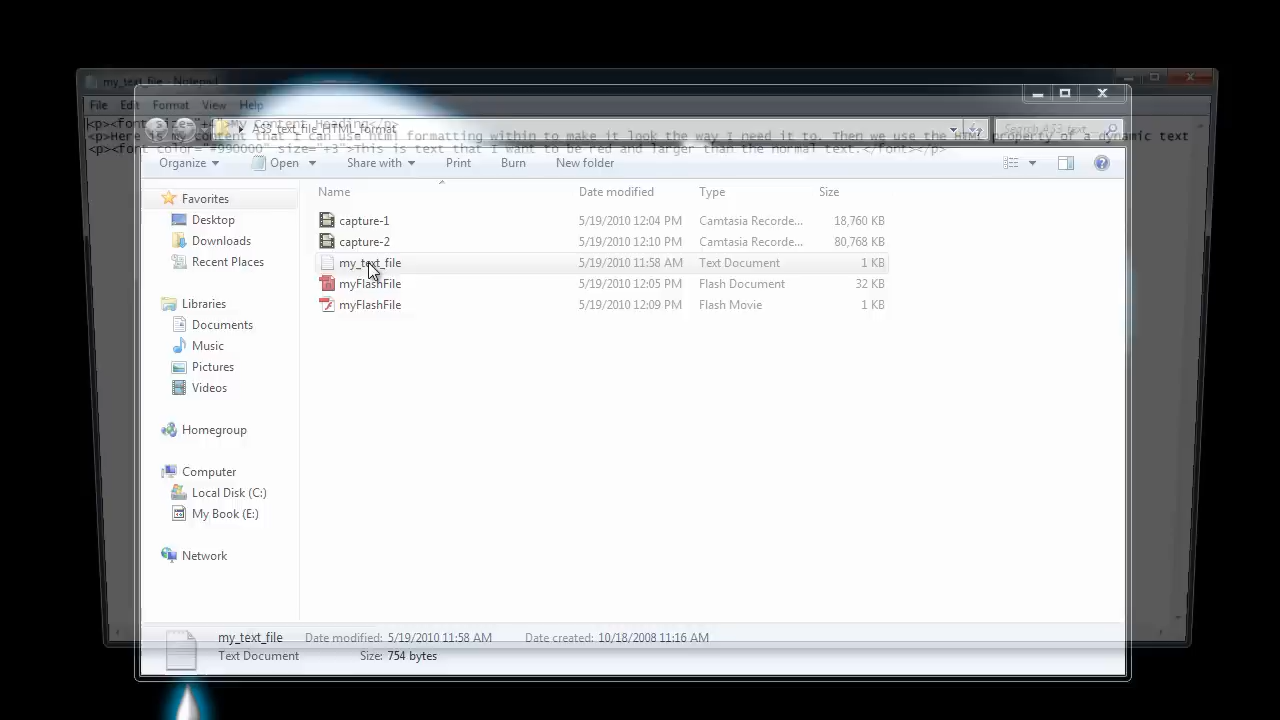 my_text_file - Notepad
File Edit Format View Help
<p><font size="+ My Content Heading</p>
A53_text_file_HTML_format
Search A53_text_
<p>Here is my content that I can use html formatting within to make it look the way I need it to. Then we use the HTML property of a dynamic text
<p><font color="#990000" size="+3">This is text that I want to be red and larger than the normal text.</font></p>
Organize Open Share with Print Burn New folder
Name Date modified Type Size
Favorites
Desktop
Downloads
Recent Places
Libraries
Documents
Music
Pictures
Videos
Homegroup
Computer
Local Disk (C:)
My Book (E:)
Network
capture-1 5/19/2010 12:04 PM Camtasia Recorde... 18,760 KB
capture-2 5/19/2010 12:10 PM Camtasia Recorde... 80,768 KB
my_text_file 5/19/2010 11:58 AM Text Document 1 KB
myFlashFile 5/19/2010 12:05 PM Flash Document 32 KB
myFlashFile 5/19/2010 12:09 PM Flash Movie 1 KB
my_text_file Date modified: 5/19/2010 11:58 AM Date created: 10/18/2008 11:16 AM
Text Document Size: 754 bytes